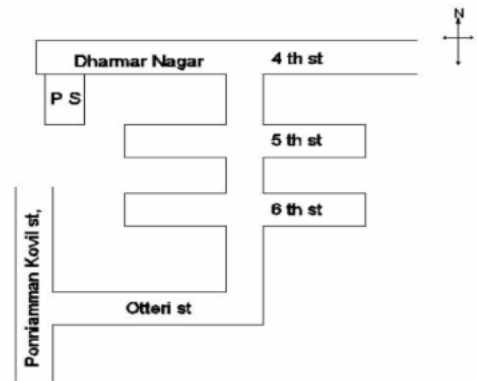 N
Dharmar Nagar 4 th st
P S
5 th st
6 th st
Ponniamman Kovil st,
Otteri st